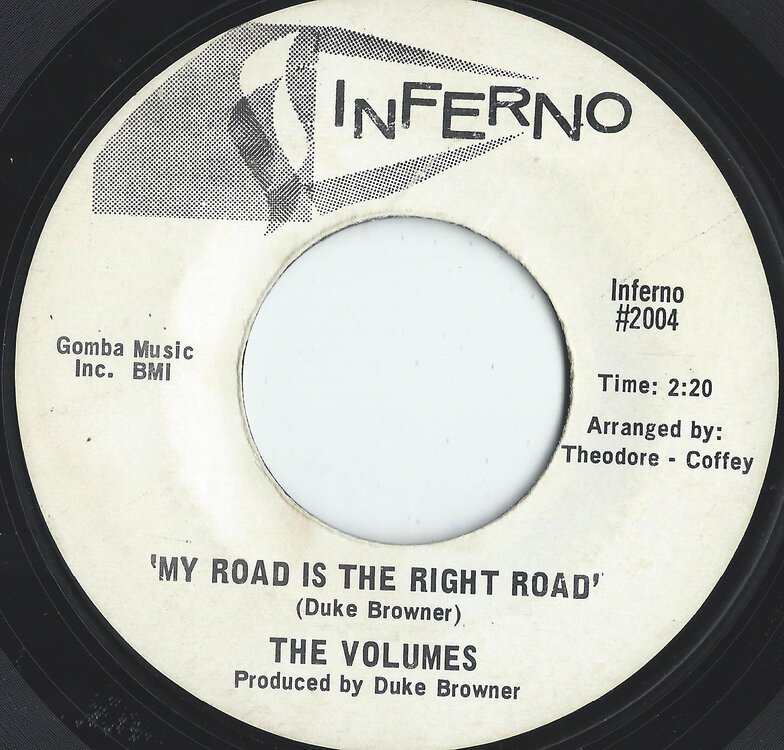 INFERNO
Inferno
#2004
Gomba Music
Inc. BMI
Time: 2:20
Arranged by:
Theodore - Coffey
'MY ROAD IS THE RIGHT ROAD'
(Duke Browner)
THE VOLUMES
Produced by Duke Browner